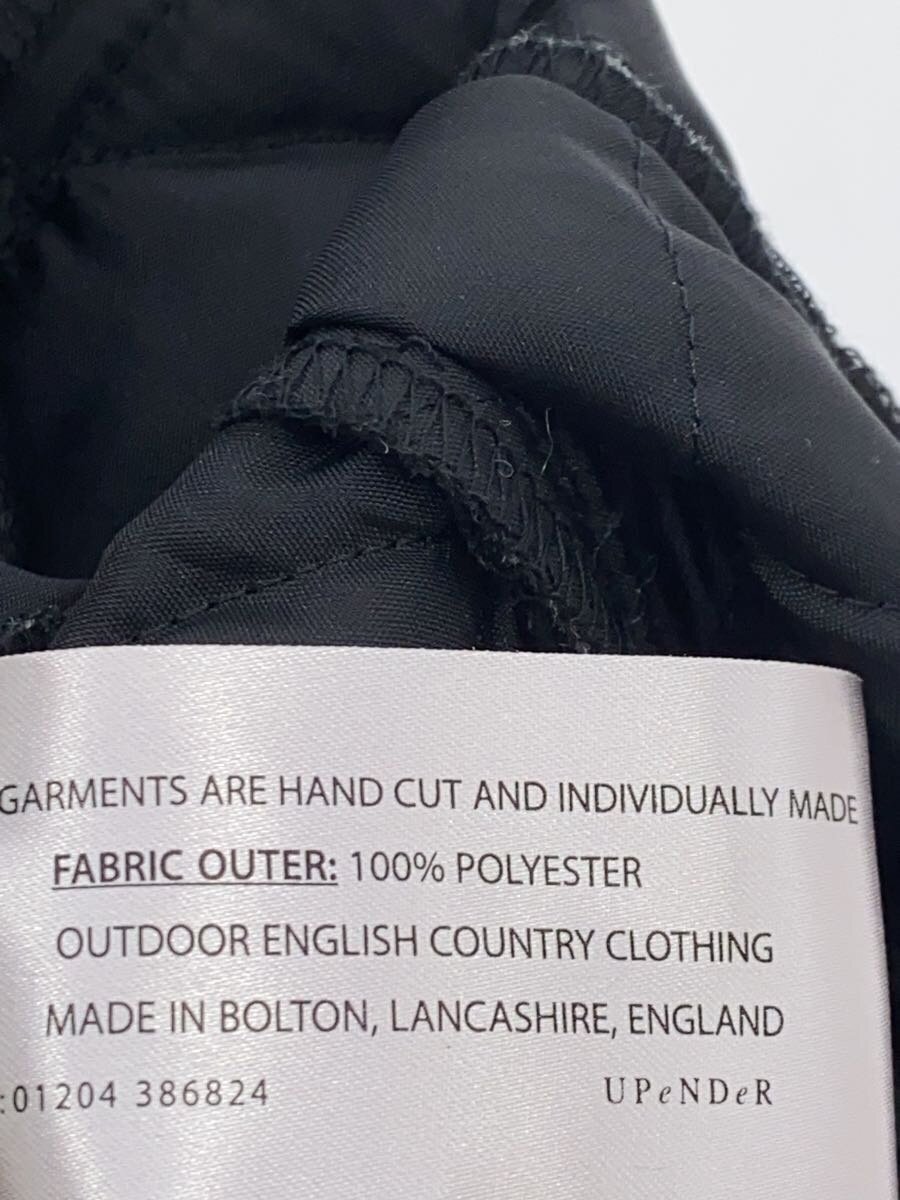 GARMENTS ARE HAND CUT AND INDIVIDUALLY MADE
FABRIC OUTER: 100% POLYESTER
OUTDOOR ENGLISH COUNTRY CLOTHING
MADE IN BOLTON, LANCASHIRE, ENGLAND
:01204 386824 UPeNDeR